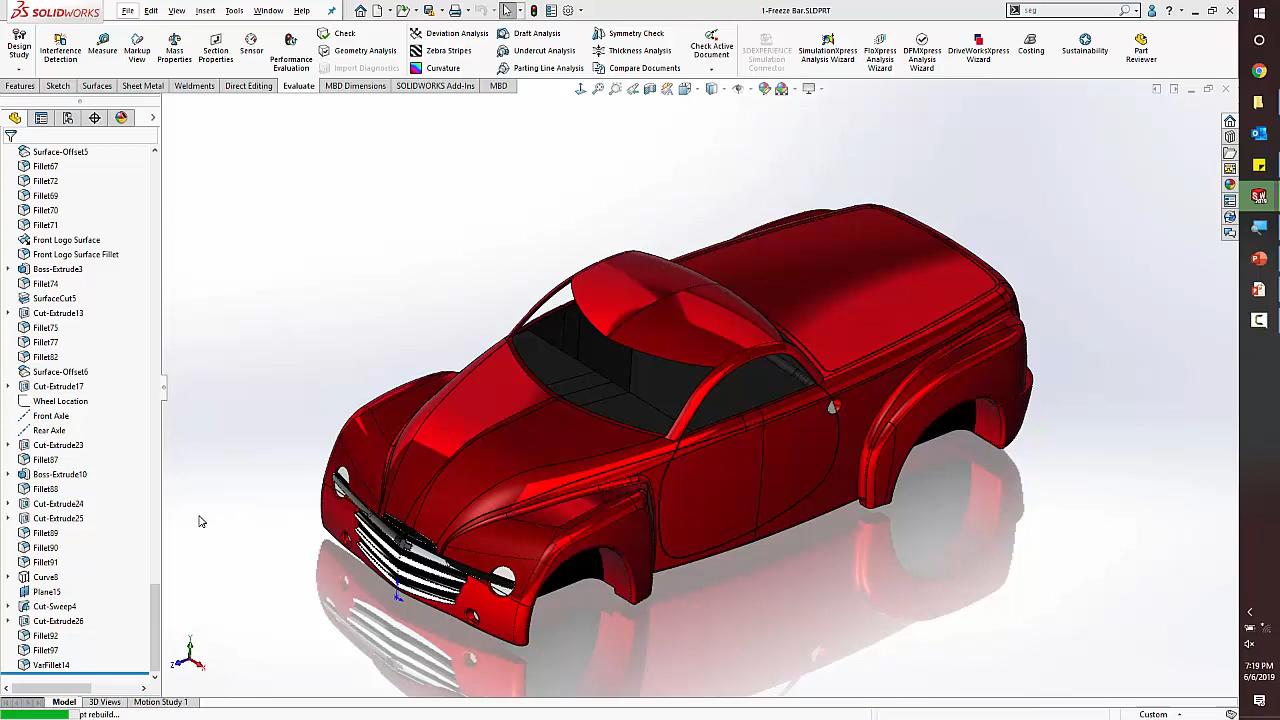 SOLIDWORKS File Edit View Insert Tools Window Help 1-Freeze Bar.SLDPRT seg
Design Study
Interference Detection
Measure
Markup View
Mass Properties
Section Properties
Sensor
Performance Evaluation
Check
Geometry Analysis
Import Diagnostics
Deviation Analysis
Zebra Stripes
Curvature
Draft Analysis
Undercut Analysis
Parting Line Analysis
Symmetry Check
Thickness Analysis
Compare Documents
Check Active Document
3DEXPERIENCE Simulation Connector
SimulationXpress Analysis Wizard
FloXpress Analysis Wizard
DFMXpress Analysis Wizard
DriveWorksXpress Wizard
Costing
Sustainability
Part Reviewer
Features Sketch Surfaces Sheet Metal Weldments Direct Editing Evaluate MBD Dimensions SOLIDWORKS Add-Ins MBD
Surface-Offset5
Fillet67
Fillet72
Fillet69
Fillet70
Fillet71
Front Logo Surface
Front Logo Surface Fillet
Boss-Extrude3
Fillet74
SurfaceCut5
Cut-Extrude13
Fillet75
Fillet77
Fillet82
Surface-Offset6
Cut-Extrude17
Wheel Location
Front Axle
Rear Axle
Cut-Extrude23
Fillet87
Boss-Extrude10
Fillet88
Cut-Extrude24
Cut-Extrude25
Fillet89
Fillet90
Fillet91
Curve8
Plane15
Cut-Sweep4
Cut-Extrude26
Fillet92
Fillet97
VarFillet14
Y
Z
X
Model 3D Views Motion Study 1
pt rebuild...
Custom
7:19 PM
6/6/2019